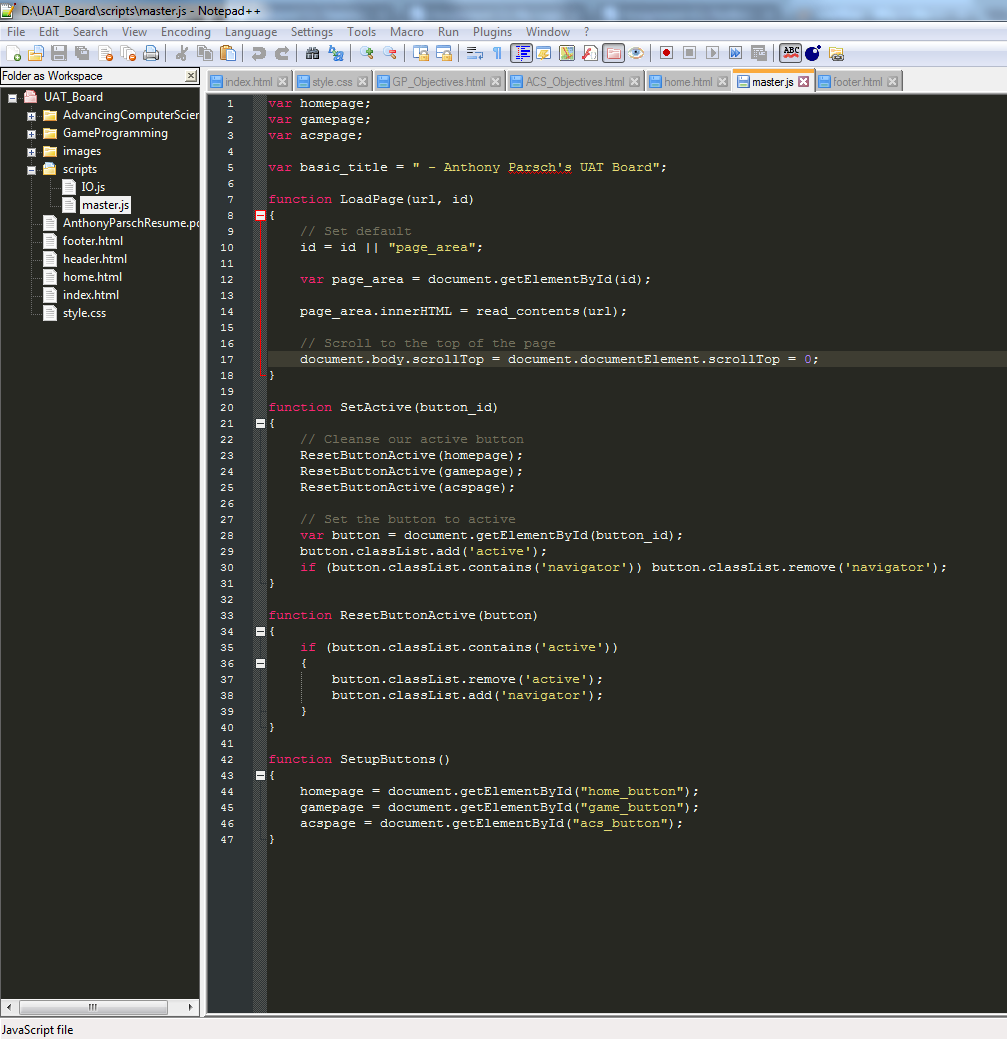 D:\UAT_Board\scripts\master.js - Notepad++
File Edit Search View Encoding Language Settings Tools Macro Run Plugins Window ?
ABC
Folder as Workspace
UAT_Board
AdvancingComputerScien
GameProgramming
images
scripts
IO.js
master.js
AnthonyParschResume.pd
footer.html
header.html
home.html
index.html
style.css
index.html style.css GP_Objectives.html ACS_Objectives.html home.html master.js footer.html
1 var homepage;
2 var gamepage;
3 var acspage;
4
5 var basic_title = " - Anthony Parsch's UAT Board";
6
7 function LoadPage(url, id)
8 {
9 // Set default
10 id = id || "page_area";
11
12 var page_area = document.getElementById(id);
13
14 page_area.innerHTML = read_contents(url);
15
16 // Scroll to the top of the page
17 document.body.scrollTop = document.documentElement.scrollTop = 0;
18 }
19
20 function SetActive(button_id)
21 {
22 // Cleanse our active button
23 ResetButtonActive(homepage);
24 ResetButtonActive(gamepage);
25 ResetButtonActive(acspage);
26
27 // Set the button to active
28 var button = document.getElementById(button_id);
29 button.classList.add('active');
30 if (button.classList.contains('navigator')) button.classList.remove('navigator');
31 }
32
33 function ResetButtonActive(button)
34 {
35 if (button.classList.contains('active'))
36 {
37 button.classList.remove('active');
38 button.classList.add('navigator');
39 }
40 }
41
42 function SetupButtons()
43 {
44 homepage = document.getElementById("home_button");
45 gamepage = document.getElementById("game_button");
46 acspage = document.getElementById("acs_button");
47 }
JavaScript file